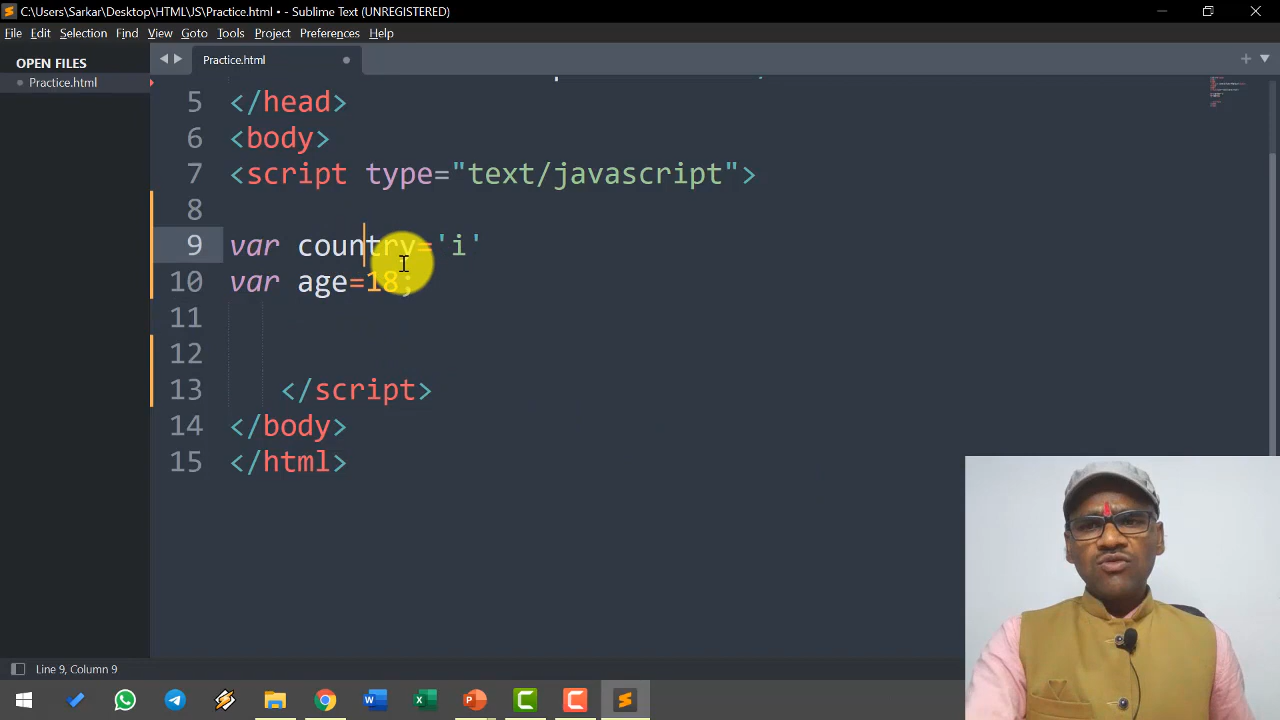 C:\Users\Sarkar\Desktop\HTML\JS\Practice.html • - Sublime Text (UNREGISTERED)
File Edit Selection Find View Goto Tools Project Preferences Help
OPEN FILES
Practice.html
Practice.html
5 </head>
6 <body>
7 <script type="text/javascript">
8
9 var country='i'
10 var age=18;
11
12
13 </script>
14 </body>
15 </html>
Line 9, Column 9